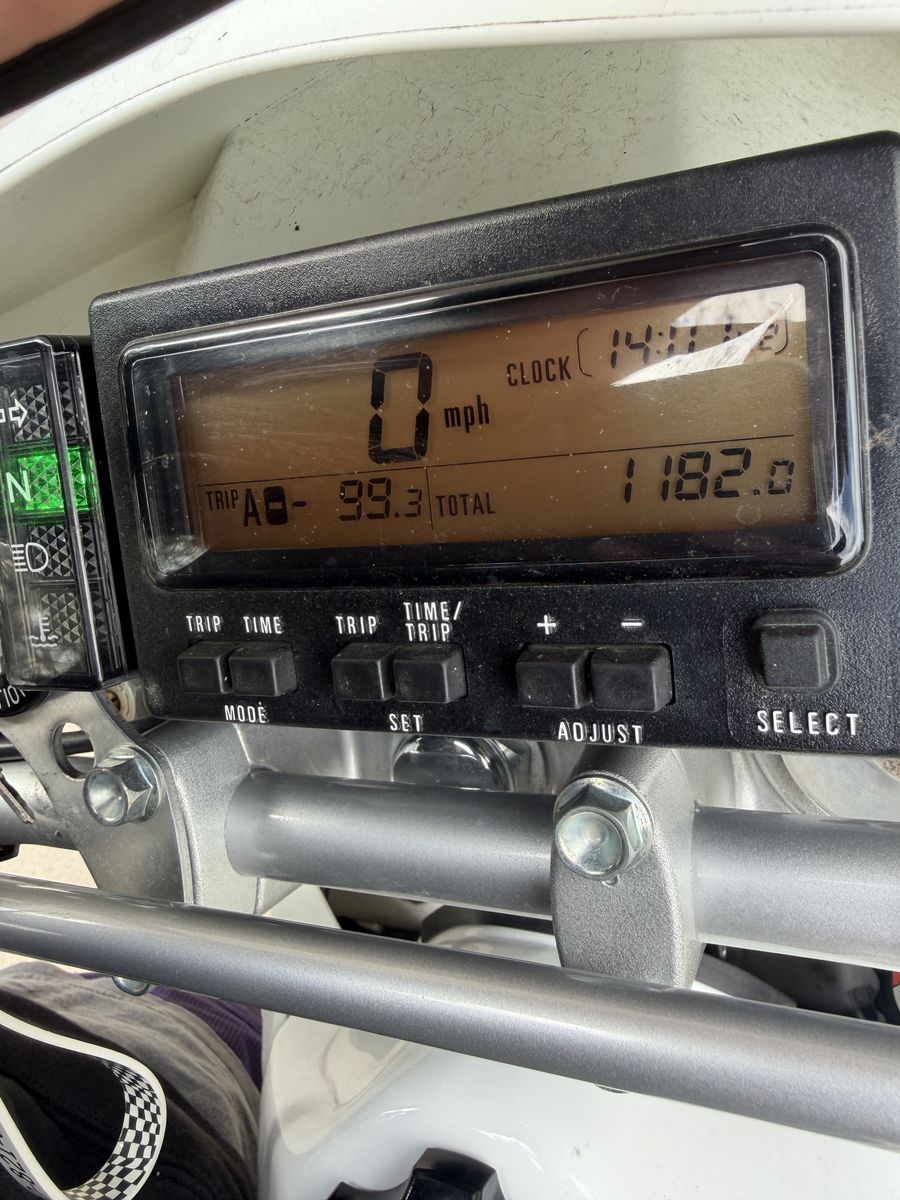 CLOCK
0 mph
N
TRIP A - 99.3 TOTAL 1182.0
TRIP TIME TRIP TIME/TRIP + -
MODE SET ADJUST SELECT